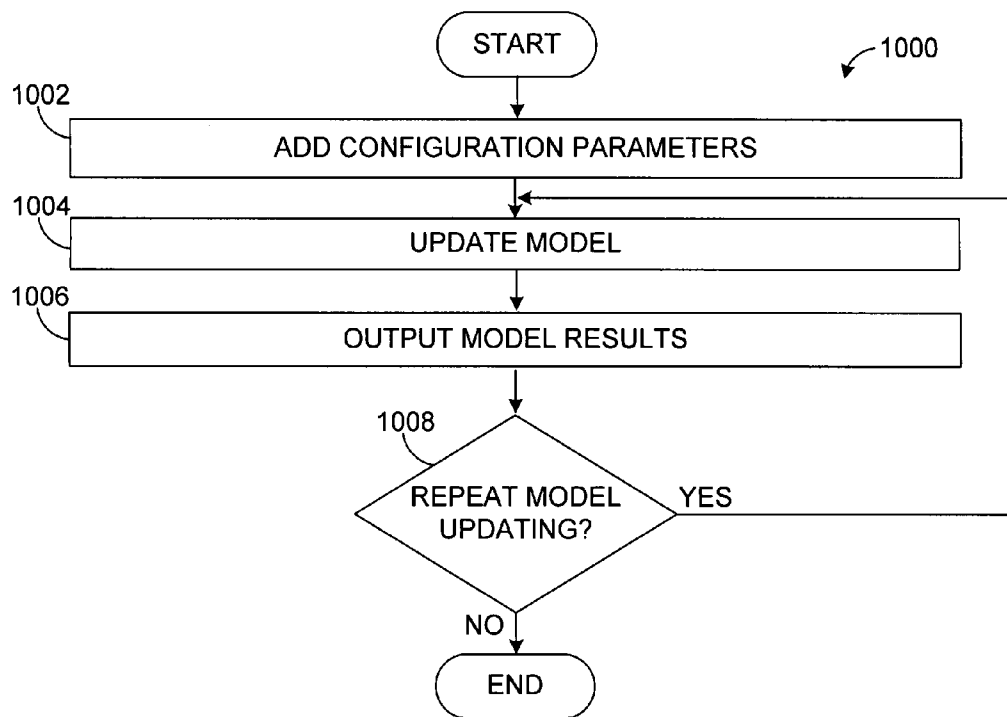 START
1000
1002
ADD CONFIGURATION PARAMETERS
1004
UPDATE MODEL
1006
OUTPUT MODEL RESULTS
1008
REPEAT MODEL
UPDATING?
YES
NO
END